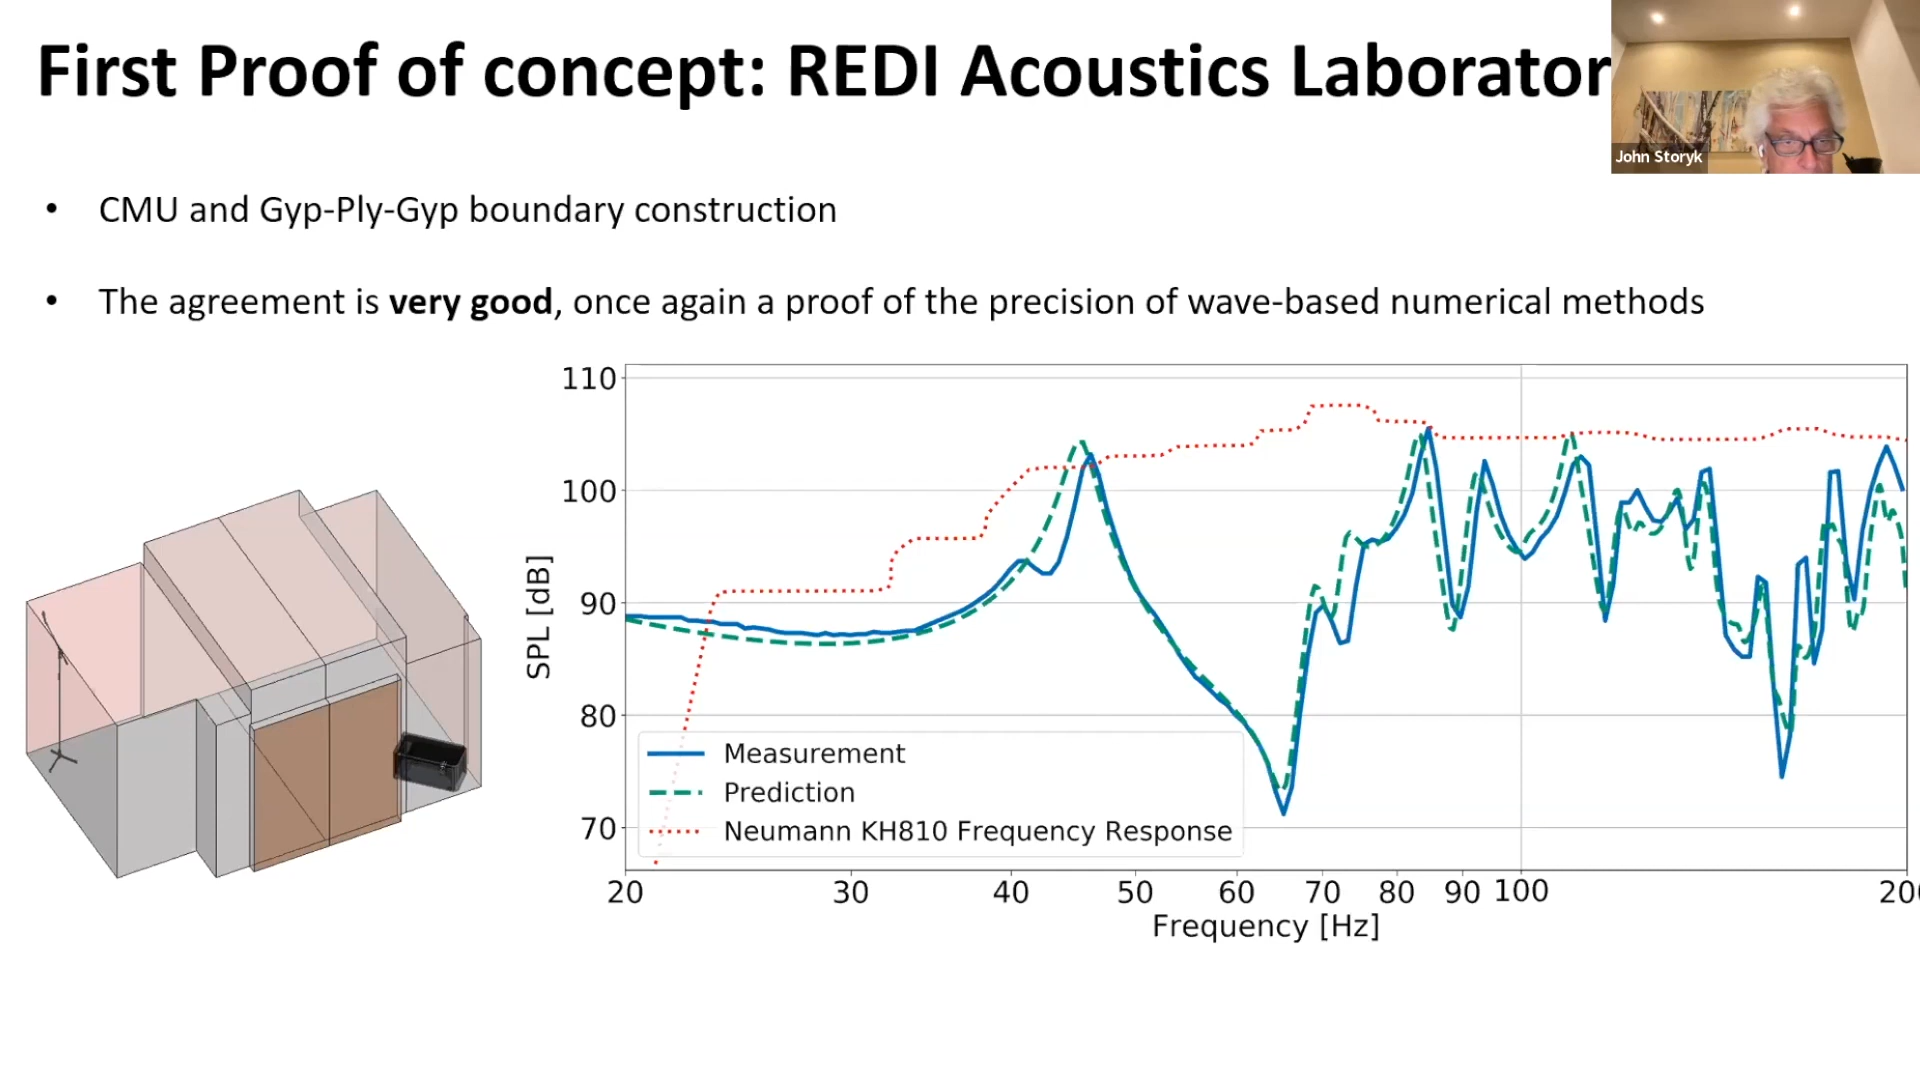 First Proof of concept: REDI Acoustics Laborator
John Storyk
• CMU and Gyp-Ply-Gyp boundary construction
• The agreement is very good, once again a proof of the precision of wave-based numerical methods
110
100
90
80
70
SPL [dB]
Measurement
Prediction
Neumann KH810 Frequency Response
20 30 40 50 60 70 80 90 100 200
Frequency [Hz]